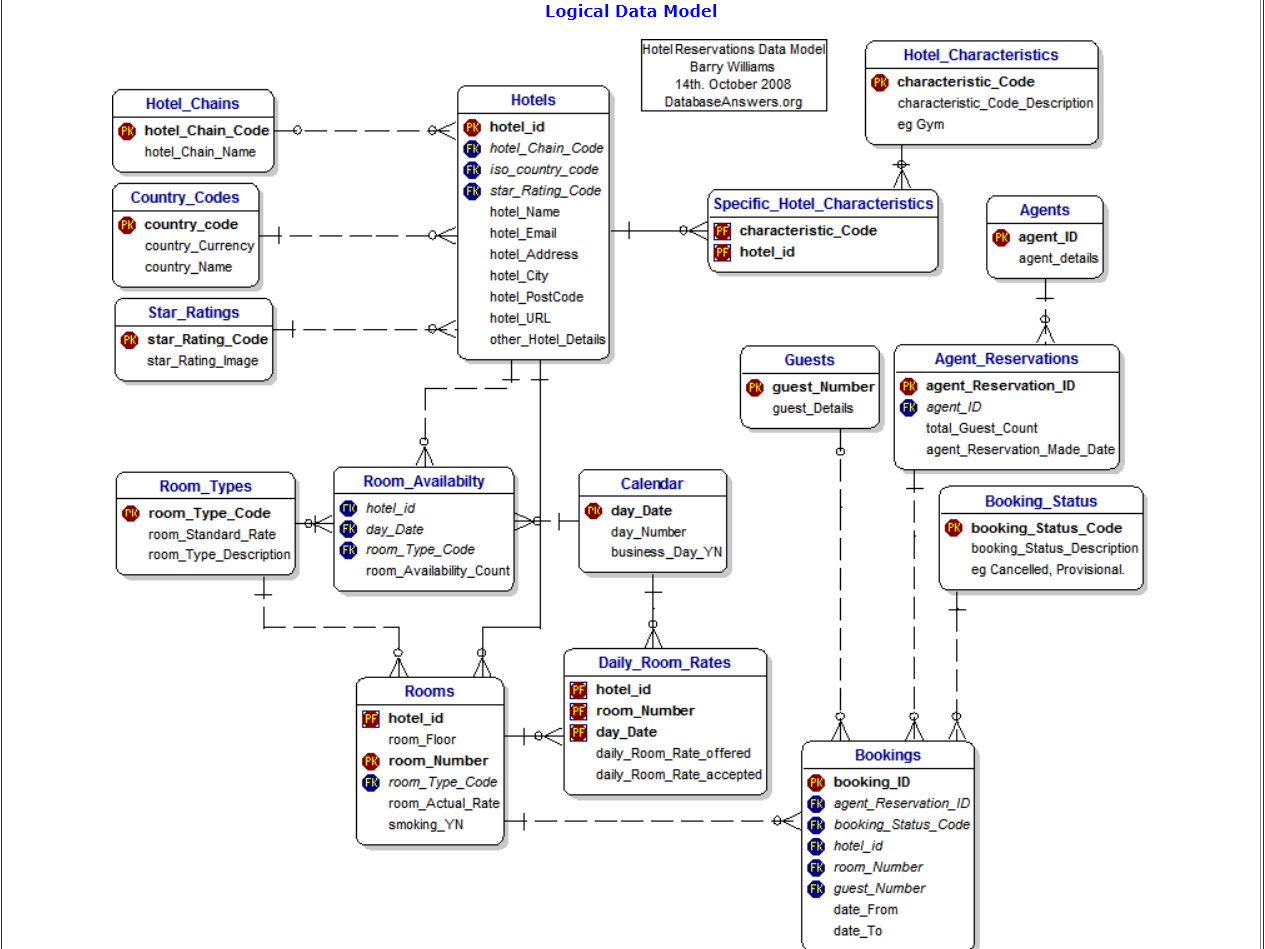 Logical Data Model
Hotel Reservations Data Model
Barry Williams
14th. October 2008
DatabaseAnswers.org
Hotel_Characteristics
PK characteristic_Code
characteristic_Code_Description
eg Gym
Hotel_Chains
PK hotel_Chain_Code
hotel_Chain_Name
Hotels
PK hotel_id
FK hotel_Chain_Code
FK iso_country_code
FK star_Rating_Code
hotel_Name
hotel_Email
hotel_Address
hotel_City
hotel_PostCode
hotel_URL
other_Hotel_Details
Country_Codes
PK country_code
country_Currency
country_Name
Specific_Hotel_Characteristics
PF characteristic_Code
PF hotel_id
Agents
PK agent_ID
agent_details
Star_Ratings
PK star_Rating_Code
star_Rating_Image
Guests
PK guest_Number
guest_Details
Agent_Reservations
PK agent_Reservation_ID
FK agent_ID
total_Guest_Count
agent_Reservation_Made_Date
Room_Types
PK room_Type_Code
room_Standard_Rate
room_Type_Description
Room_Availabilty
FK hotel_id
FK day_Date
FK room_Type_Code
room_Availability_Count
Calendar
PK day_Date
day_Number
business_Day_YN
Booking_Status
PK booking_Status_Code
booking_Status_Description
eg Cancelled, Provisional.
Rooms
PF hotel_id
room_Floor
PK room_Number
FK room_Type_Code
room_Actual_Rate
smoking_YN
Daily_Room_Rates
PF hotel_id
PF room_Number
PF day_Date
daily_Room_Rate_offered
daily_Room_Rate_accepted
Bookings
PK booking_ID
FK agent_Reservation_ID
FK booking_Status_Code
FK hotel_id
FK room_Number
FK guest_Number
date_From
date_To